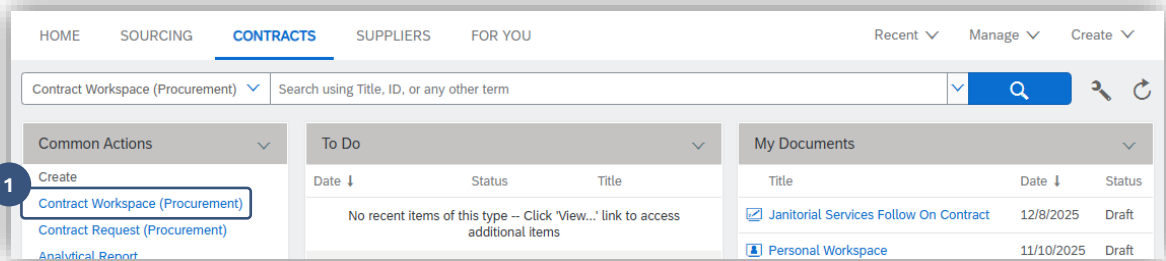 HOME SOURCING CONTRACTS SUPPLIERS FOR YOU Recent Manage Create
Contract Workspace (Procurement) Search using Title, ID, or any other term
Common Actions
Create
1
Contract Workspace (Procurement)
Contract Request (Procurement)
Analytical Report
To Do
Date Status Title
No recent items of this type -- Click 'View...' link to access
additional items
My Documents
Title Date Status
Janitorial Services Follow On Contract 12/8/2025 Draft
Personal Workspace 11/10/2025 Draft